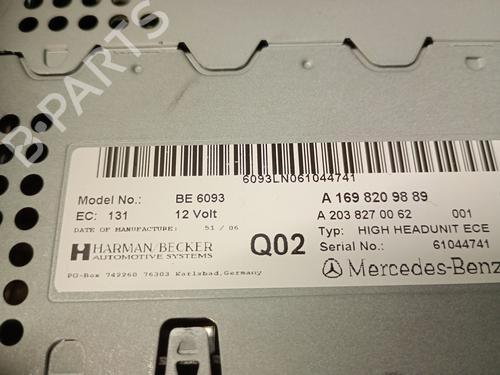 B-PARTS
6093LN061044741
Model No.: BE 6093 A 169 820 98 89
EC: 131 12 Volt A 203 827 00 62 001
DATE OF MANUFACTURE: 51 / 06 Typ: HIGH HEADUNIT ECE
HARMAN/BECKER Q02 Serial No.: 61044741
AUTOMOTIVE SYSTEMS Mercedes-Benz
PO-Box 742260 76303 Karlsbad,Germany